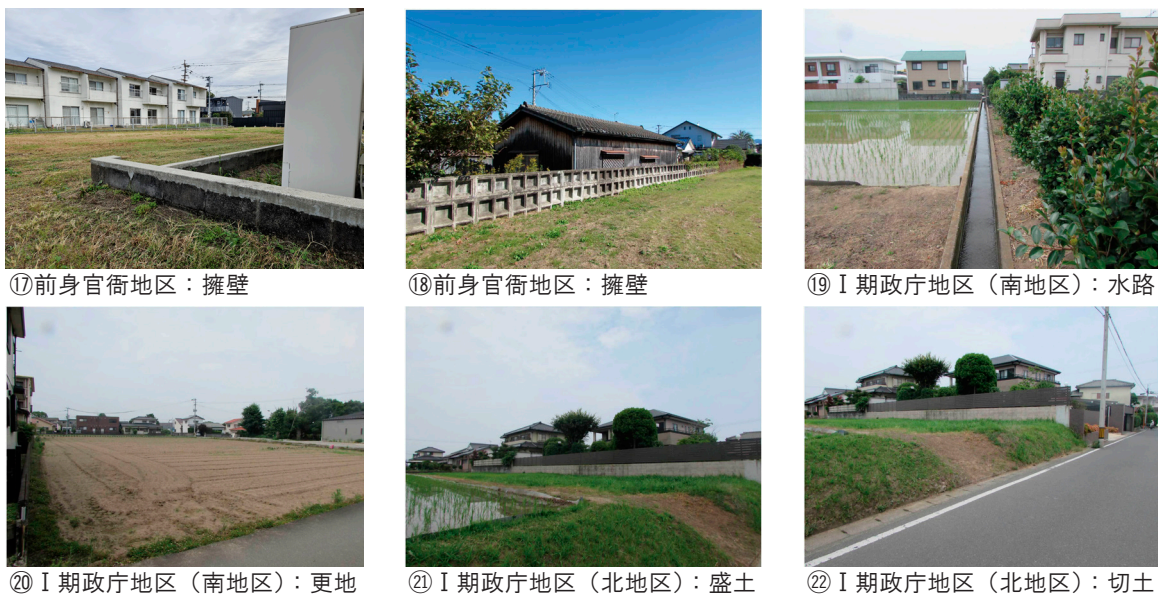 ⑰前身官衙地区：擁壁
⑱前身官衙地区：擁壁
⑲Ⅰ期政庁地区（南地区）：水路
⑳Ⅰ期政庁地区（南地区）：更地
㉑Ⅰ期政庁地区（北地区）：盛土
㉒Ⅰ期政庁地区（北地区）：切土